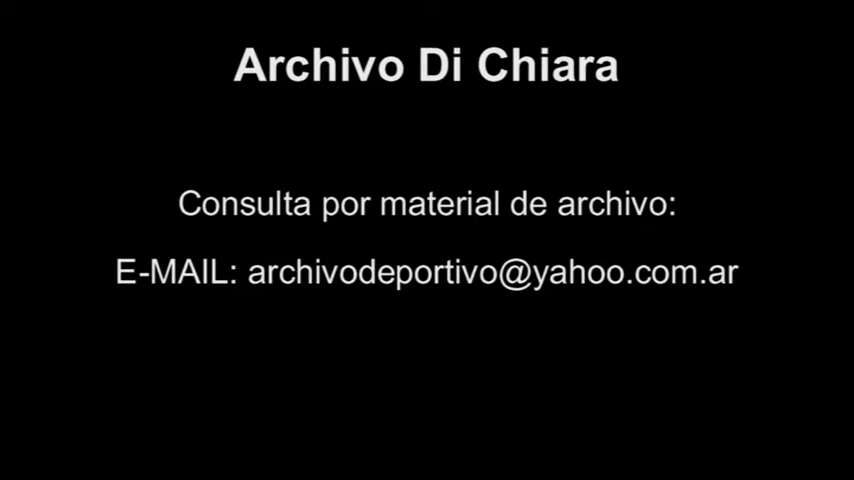 Archivo Di Chiara
Consulta por material de archivo:
E-MAIL: archivodeportivo@yahoo.com.ar